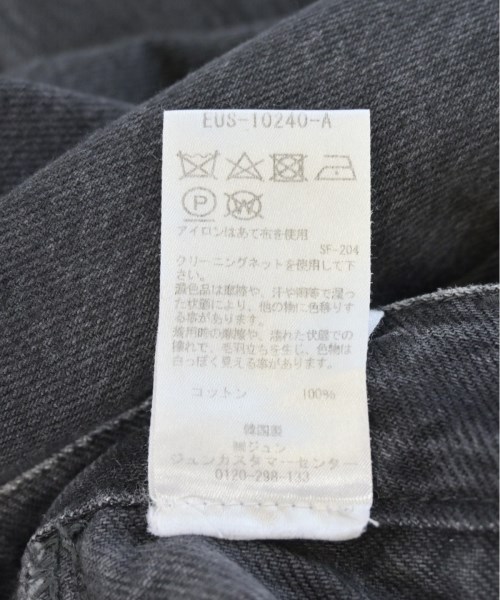 EUS-10240-A
P W
アイロンはあて布を使用
SF-204
クリーニングネットを使用して下
さい。
濃色品は摩擦や、汗や雨等で湿っ
た状態により、他の物に色移りす
る事があります。
着用時の摩擦や、濡れた状態での
擦れで、毛羽立ちを生じ、色物は
白っぽく見える事があります。
コットン 100%
韓国製
㈱ジュン
ジュンカスタマーセンター
0120-298-133